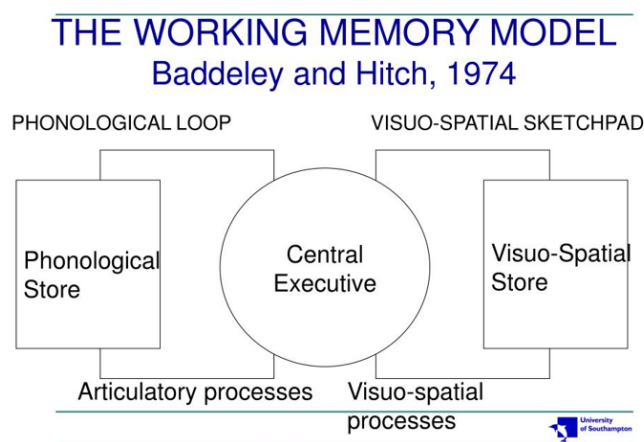 THE WORKING MEMORY MODEL
Baddeley and Hitch, 1974
PHONOLOGICAL LOOP
VISUO-SPATIAL SKETCHPAD
Phonological
Store
Central
Executive
Visuo-Spatial
Store
Articulatory processes
Visuo-spatial
processes
University
of Southampton